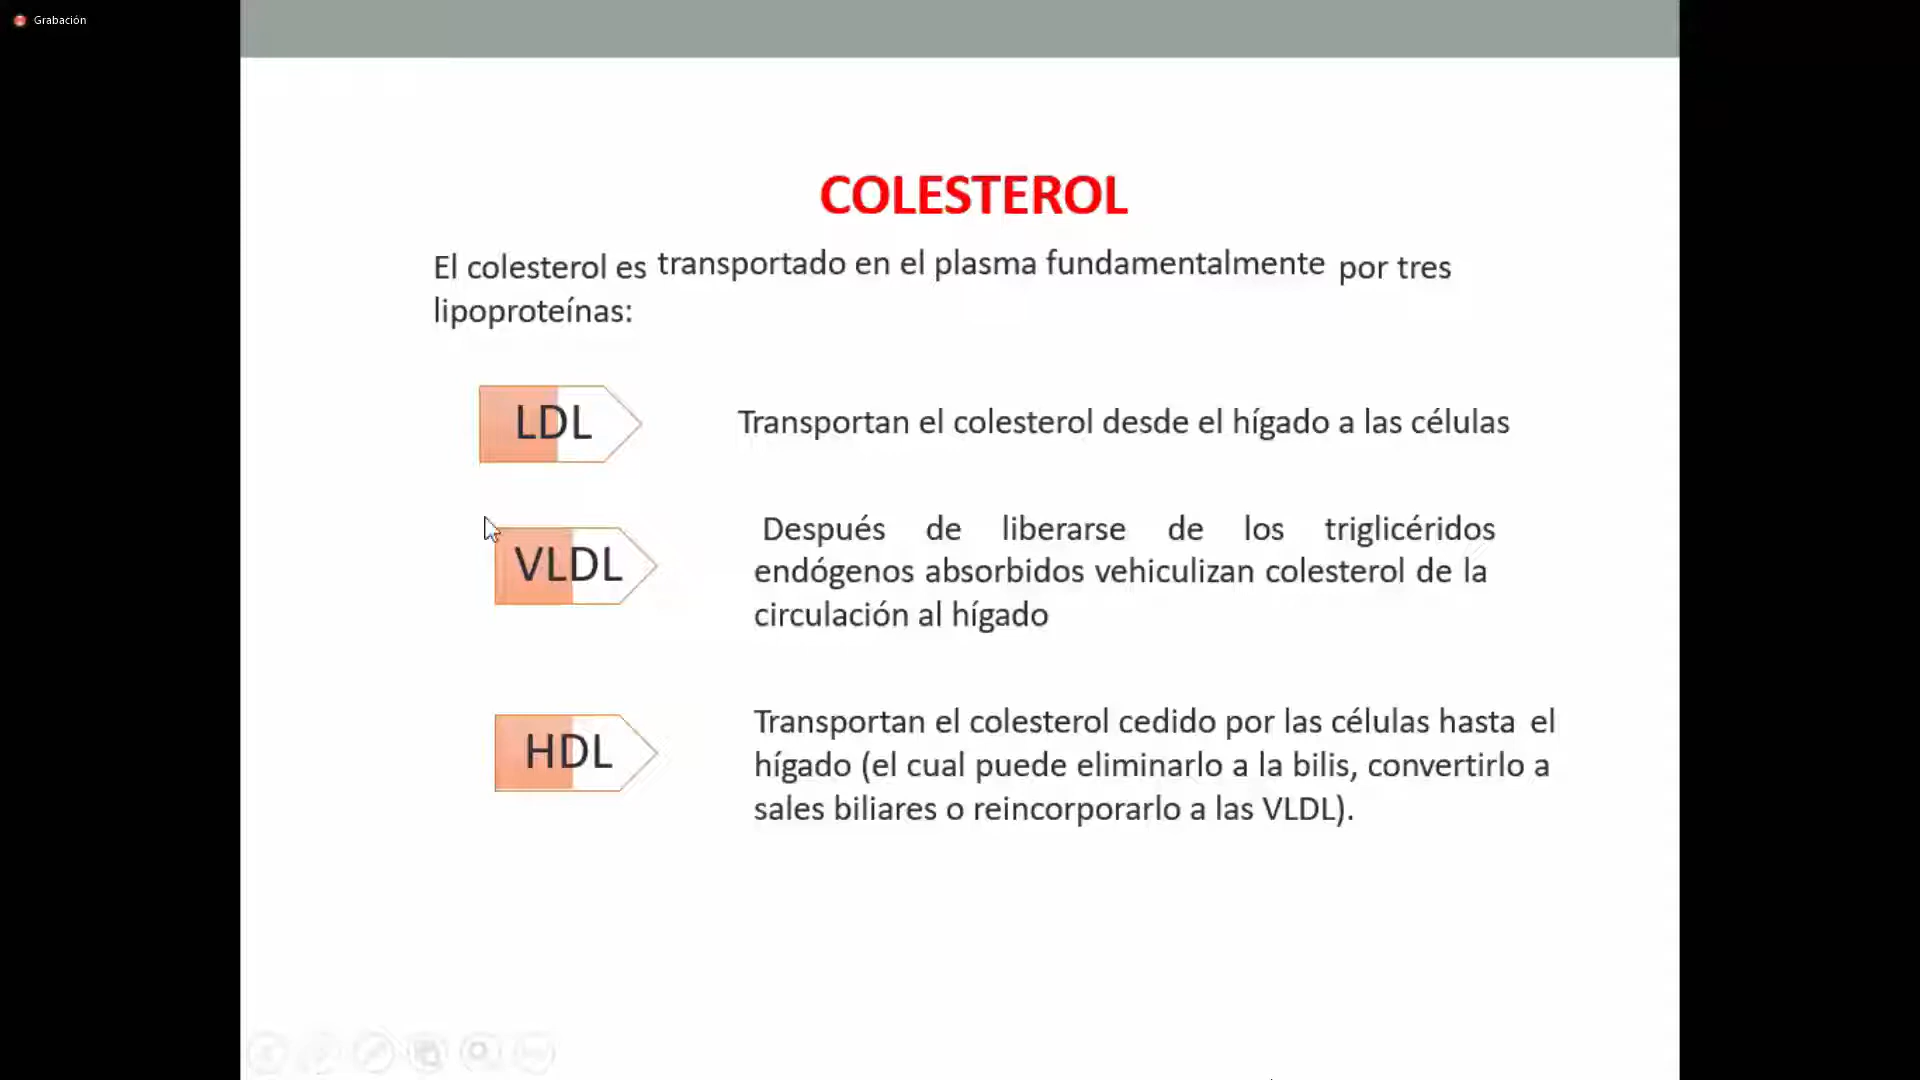 Grabación
COLESTEROL
El colesterol es transportado en el plasma fundamentalmente por tres
lipoproteínas:
LDL
Transportan el colesterol desde el hígado a las células
VLDL
Después de liberarse de los triglicéridos
endógenos absorbidos vehiculizan colesterol de la
circulación al hígado
HDL
Transportan el colesterol cedido por las células hasta el
hígado (el cual puede eliminarlo a la bilis, convertirlo a
sales biliares o reincorporarlo a las VLDL).